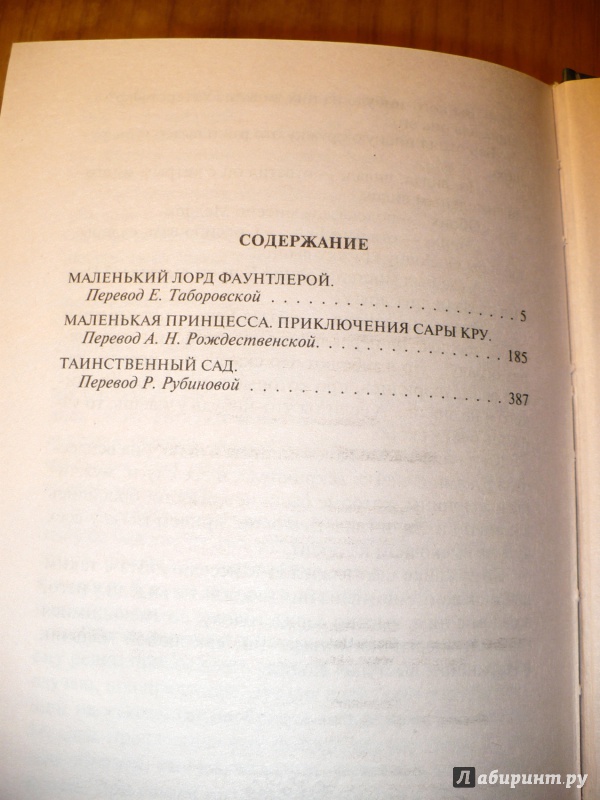 СОДЕРЖАНИЕ
МАЛЕНЬКИЙ ЛОРД ФАУНТЛЕРОЙ.
Перевод Е. Таборовской . . . . . . . . . . . . . . . . . . . . 5
МАЛЕНЬКАЯ ПРИНЦЕССА. ПРИКЛЮЧЕНИЯ САРЫ КРУ.
Перевод А. Н. Рождественской. . . . . . . . . . . . . . . . 185
ТАИНСТВЕННЫЙ САД.
Перевод Р. Рубиновой . . . . . . . . . . . . . . . . . . . . . 387
Лабиринт.ру